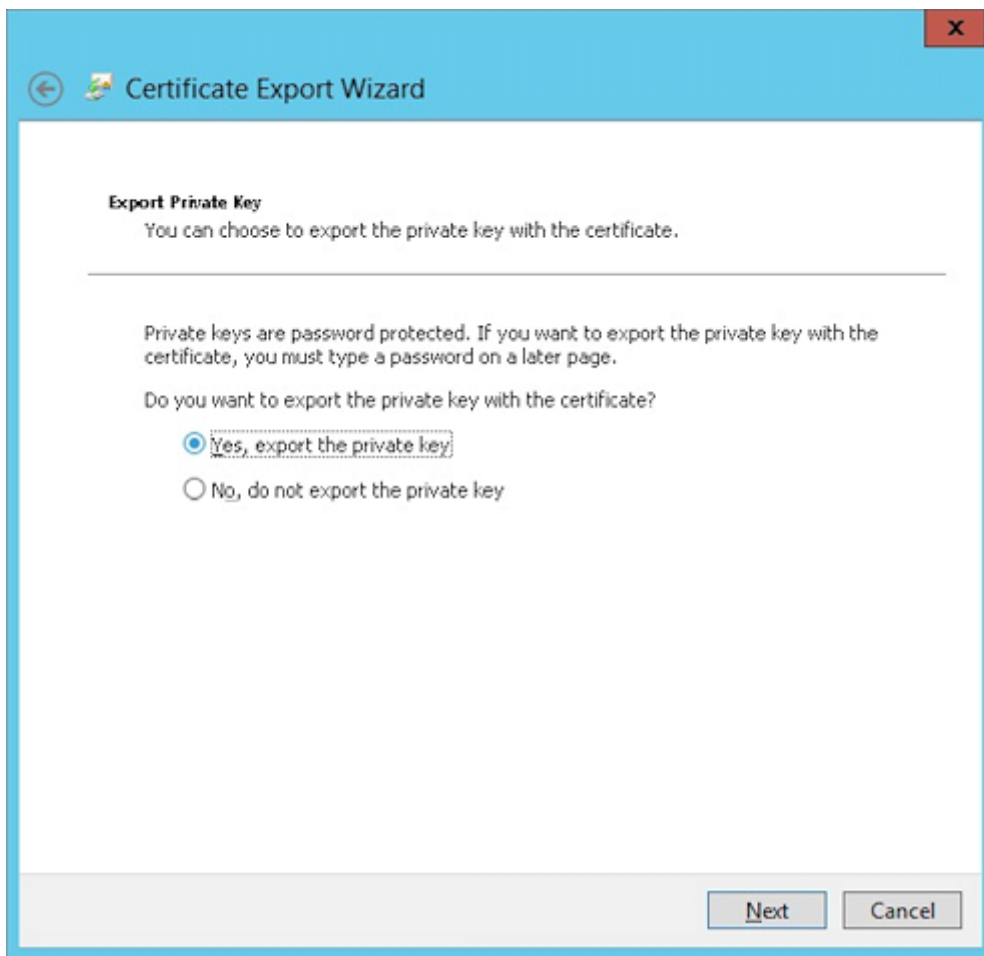 x
Certificate Export Wizard
Export Private Key
You can choose to export the private key with the certificate.
Private keys are password protected. If you want to export the private key with the
certificate, you must type a password on a later page.
Do you want to export the private key with the certificate?
Yes, export the private key
No, do not export the private key
Next
Cancel